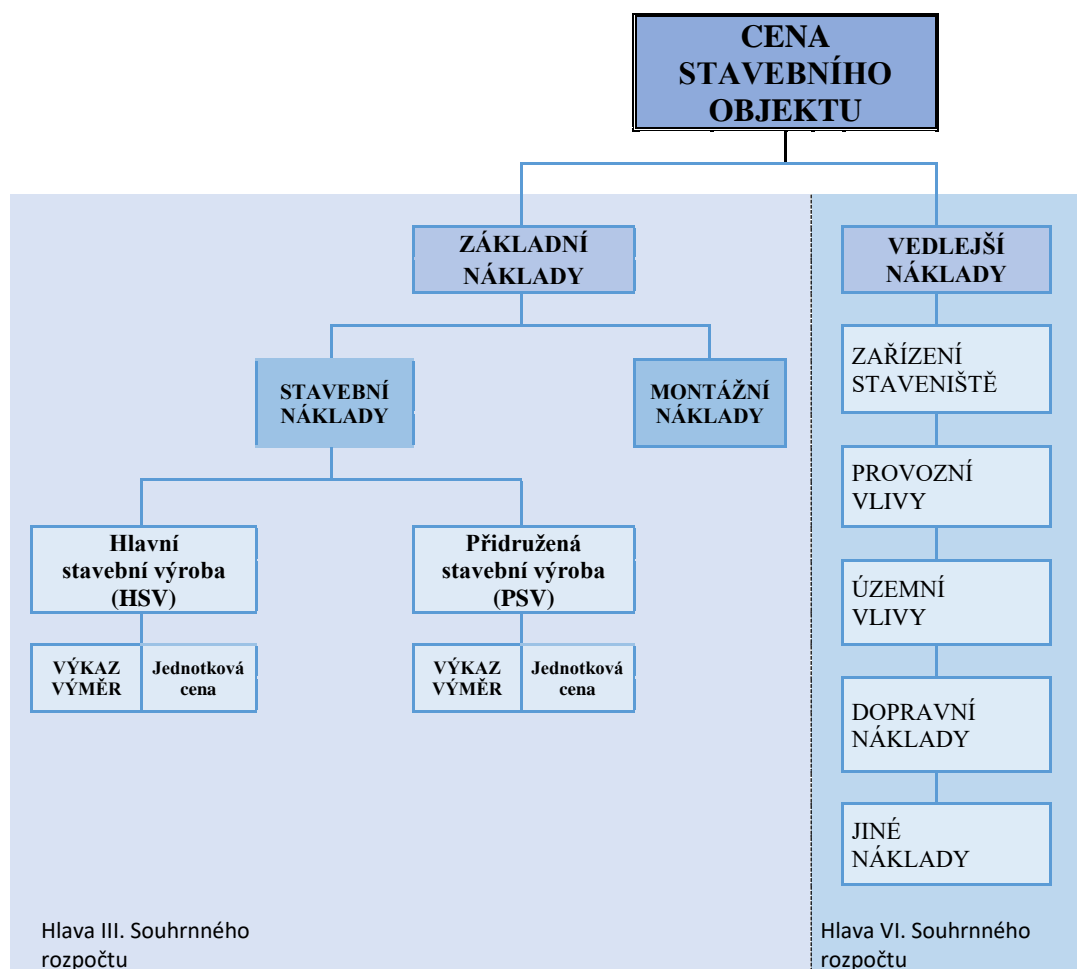 CENA
STAVEBNÍHO
OBJEKTU
ZÁKLADNÍ
NÁKLADY
VEDLEJŠÍ
NÁKLADY
STAVEBNÍ
NÁKLADY
MONTÁŽNÍ
NÁKLADY
Hlavní
stavební výroba
(HSV)
Přidružená
stavební výroba
(PSV)
VÝKAZ
VÝMĚR
Jednotková
cena
VÝKAZ
VÝMĚR
Jednotková
cena
ZAŘÍZENÍ
STAVENIŠTĚ
PROVOZNÍ
VLIVY
ÚZEMNÍ
VLIVY
DOPRAVNÍ
NÁKLADY
JINÉ
NÁKLADY
Hlava III. Souhrnného
rozpočtu
Hlava VI. Souhrnného
rozpočtu